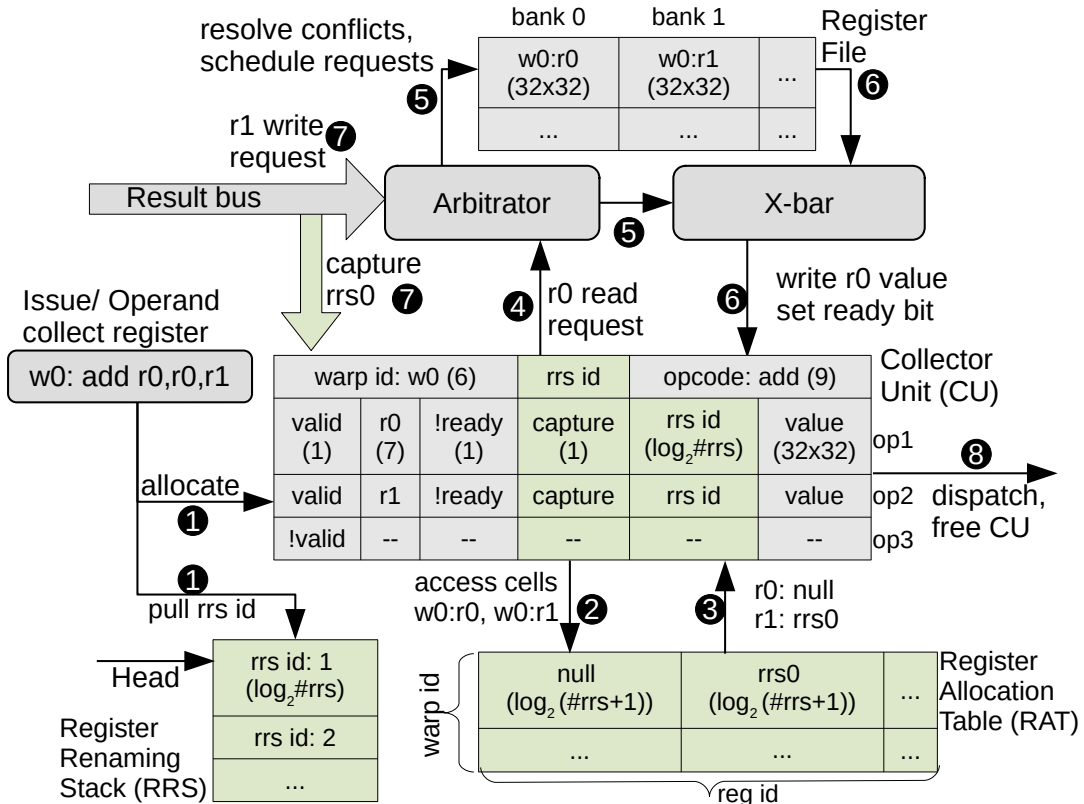 bank 0 bank 1
resolve conflicts,
schedule requests
Register
File
w0:r0
(32x32)
w0:r1
(32x32)
...
... ... ...
5
6
r1 write
request
7
Result bus
Arbitrator
X-bar
5
capture
rrs0
7
4
r0 read
request
6
write r0 value
set ready bit
Issue/ Operand
collect register
w0: add r0,r0,r1
Collector
Unit (CU)
warp id: w0 (6) rrs id opcode: add (9)
valid
(1)
r0
(7)
!ready
(1)
capture
(1)
rrs id
(log2#rrs)
value
(32x32)
op1
valid r1 !ready capture rrs id value op2
!valid -- -- -- -- -- op3
8
dispatch,
free CU
allocate
1
1
pull rrs id
access cells
w0:r0, w0:r1
2
3
r0: null
r1: rrs0
Head
rrs id: 1
(log2#rrs)
rrs id: 2
...
Register
Renaming
Stack (RRS)
warp id
null
(log2 (#rrs+1))
rrs0
(log2 (#rrs+1))
...
... ... ...
reg id
Register
Allocation
Table (RAT)